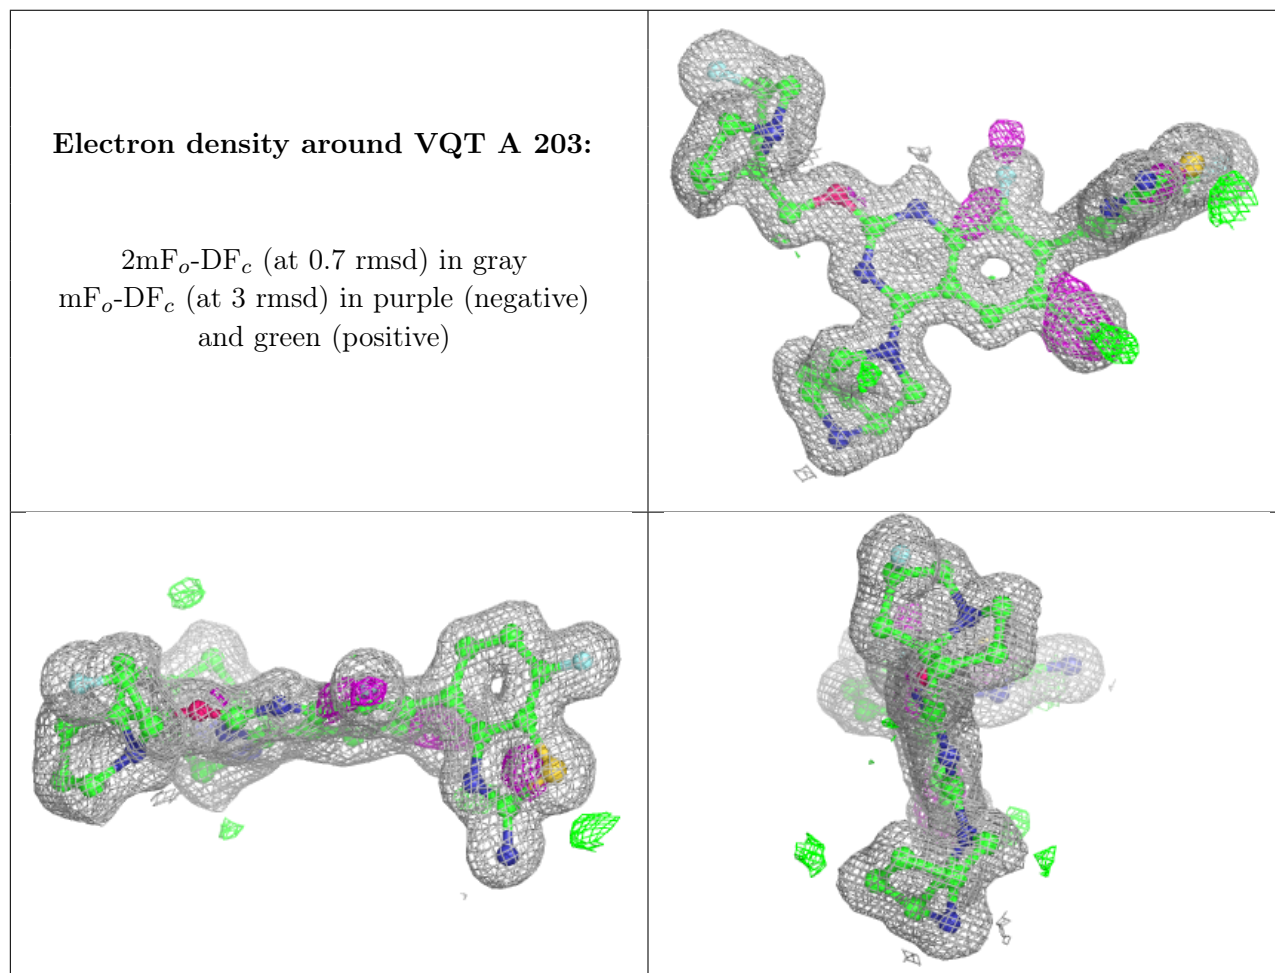 Electron density around VQT A 203:
2mFₒ-DF𝒸 (at 0.7 rmsd) in gray
mFₒ-DF𝒸 (at 3 rmsd) in purple (negative)
and green (positive)